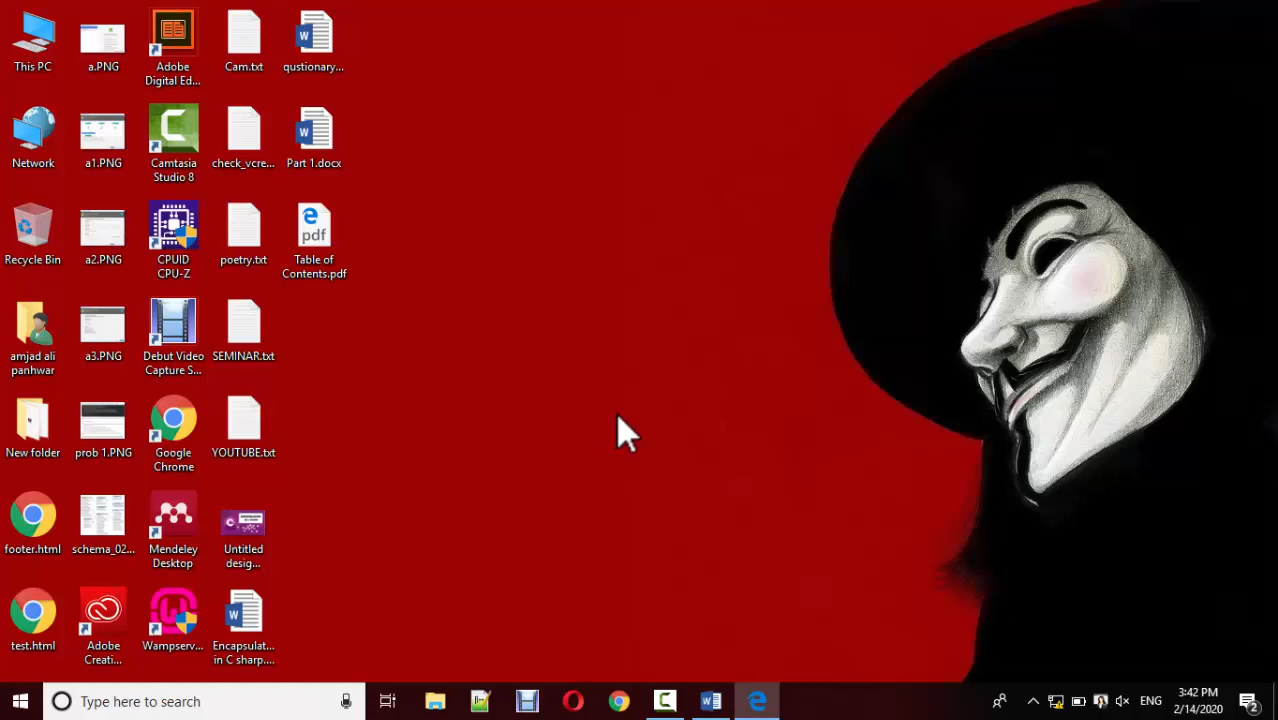 This PC
a.PNG
Adobe
Digital Ed...
Cam.txt
qustionary...
Network
a1.PNG
Camtasia
Studio 8
check_vcre...
Part 1.docx
Recycle Bin
a2.PNG
CPUID
CPU-Z
poetry.txt
pdf
Table of
Contents.pdf
amjad ali
panhwar
a3.PNG
Debut Video
Capture S...
SEMINAR.txt
New folder
prob 1.PNG
Google
Chrome
YOUTUBE.txt
footer.html
schema_02...
Mendeley
Desktop
Untitled
desig...
test.html
Adobe
Creati...
Wampserv...
Encapsulat...
in C sharp....
Type here to search
ENG
3:42 PM
2/14/2020
2